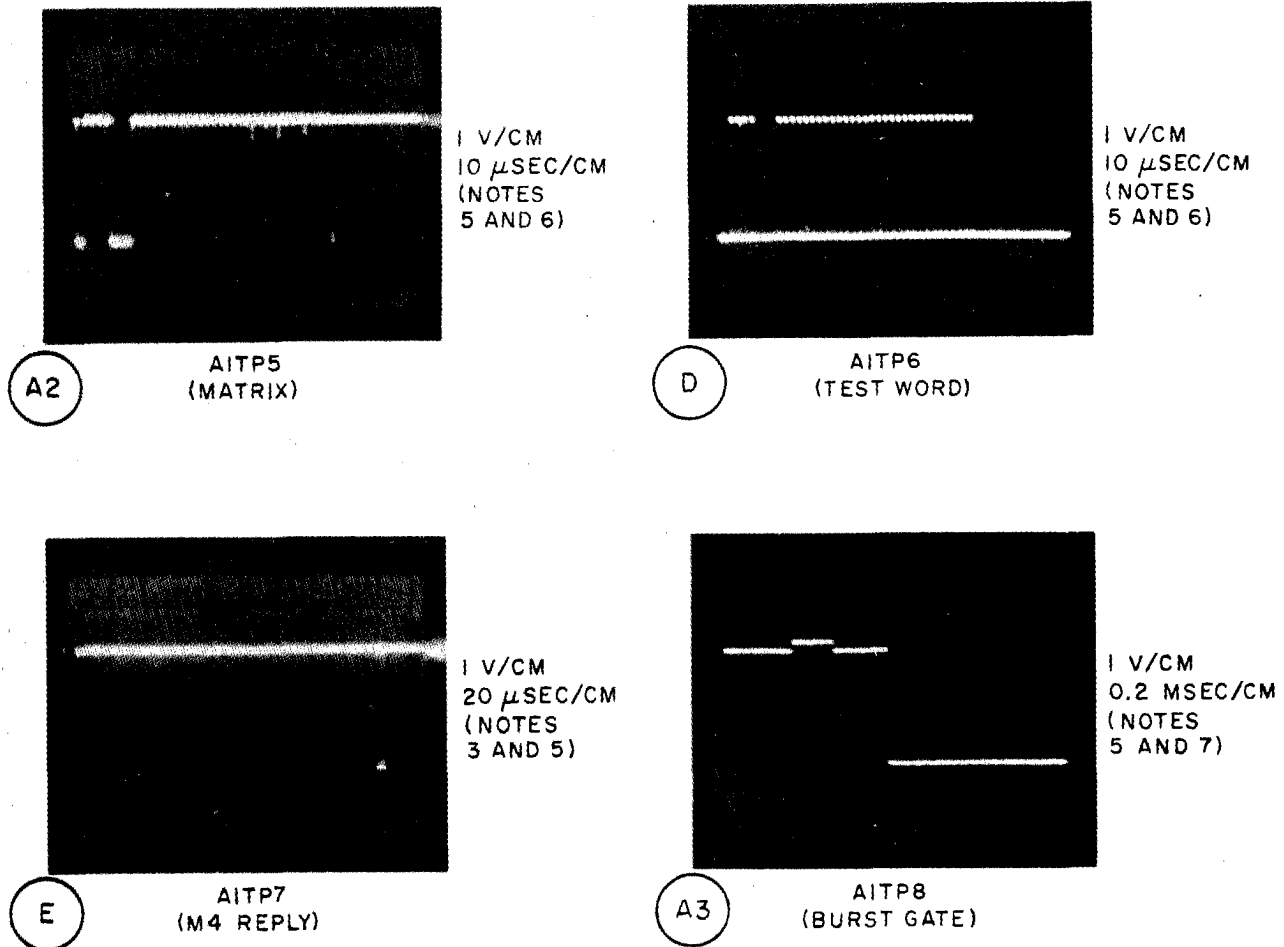 1 V/CM
10 μSEC/CM
(NOTES
5 AND 6)
A1TP5
(MATRIX)
A2
1 V/CM
10 μSEC/CM
(NOTES
5 AND 6)
A1TP6
(TEST WORD)
D
1 V/CM
20 μSEC/CM
(NOTES
3 AND 5)
A1TP7
(M4 REPLY)
E
1 V/CM
0.2 MSEC/CM
(NOTES
5 AND 7)
A1TP8
(BURST GATE)
A3